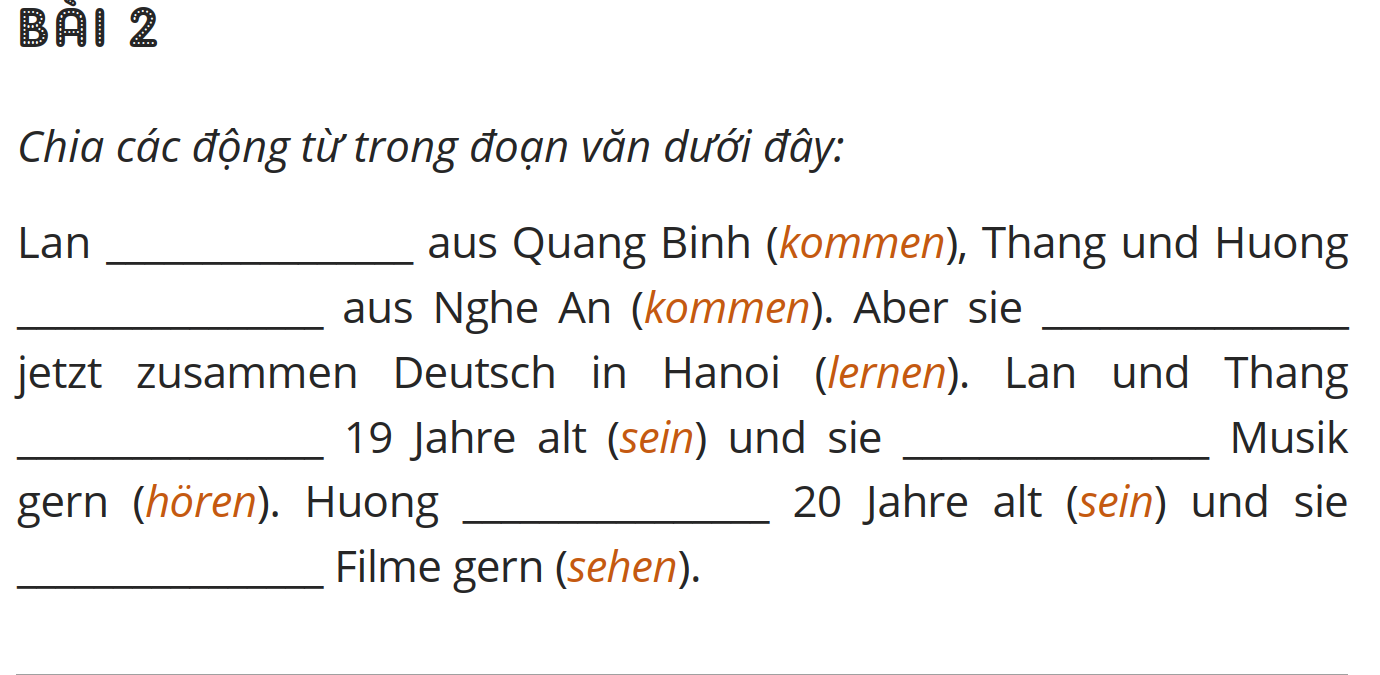 BÀI 2
Chia các động từ trong đoạn văn dưới đây:
Lan ______________ aus Quang Binh (kommen), Thang und Huong
______________ aus Nghe An (kommen). Aber sie ______________
jetzt zusammen Deutsch in Hanoi (lernen). Lan und Thang
______________ 19 Jahre alt (sein) und sie ______________ Musik
gern (hören). Huong ______________ 20 Jahre alt (sein) und sie
______________ Filme gern (sehen).